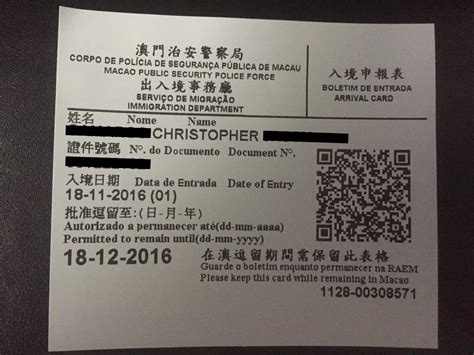 澳門治安警察局
CORPO DE POLÍCIA DE SEGURANÇA PÚBLICA DE MACAU
MACAO PUBLIC SECURITY POLICE FORCE
出入境事務廳
SERVIÇO DE MIGRAÇÃO
IMMIGRATION DEPARTMENT
入境申報表
BOLETIM DE ENTRADA
ARRIVAL CARD
姓名 Nome Name
CHRISTOPHER
證件號碼 Nº. do Documento Document Nº.
入境日期 Data de Entrada Date of Entry
18-11-2016 (01)
批准逗留至:(日-月-年)
Autorizado a permanecer até(dd-mm-aaaa)
Permitted to remain until(dd-mm-yyyy)
18-12-2016
在澳逗留期間需保留此表格
Guarde o boletim enquanto permanecer na RAEM
Please keep this card while remaining in Macao
1128-00308571